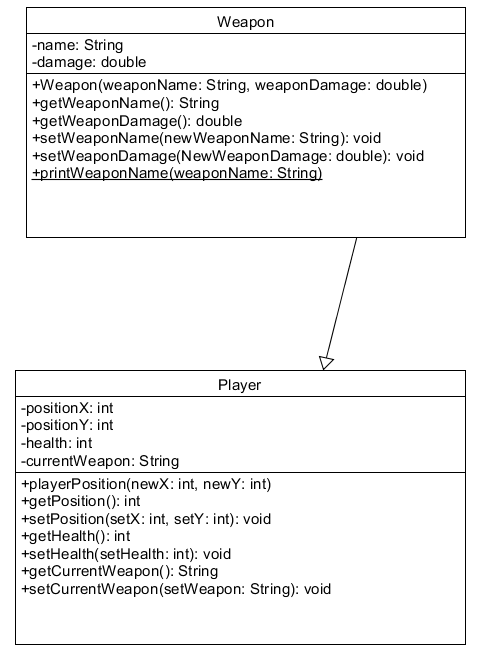 Weapon
-name: String
-damage: double
+Weapon(weaponName: String, weaponDamage: double)
+getWeaponName(): String
+getWeaponDamage(): double
+setWeaponName(newWeaponName: String): void
+setWeaponDamage(NewWeaponDamage: double): void
+printWeaponName(weaponName: String)
Player
-positionX: int
-positionY: int
-health: int
-currentWeapon: String
+playerPosition(newX: int, newY: int)
+getPosition(): int
+setPosition(setX: int, setY: int): void
+getHealth(): int
+setHealth(setHealth: int): void
+getCurrentWeapon(): String
+setCurrentWeapon(setWeapon: String): void